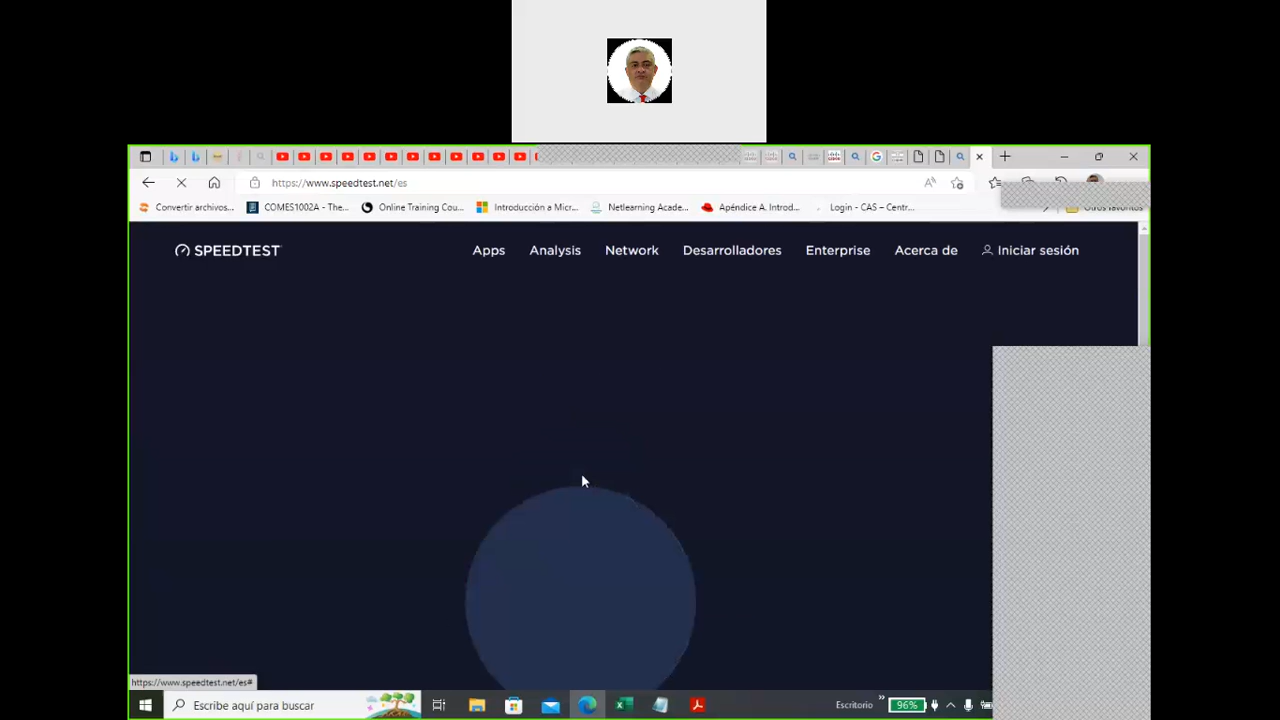 https://www.speedtest.net/es
Convertir archivos...
COMES1002A - The...
Online Training Cou...
Introducción a Micr...
Netlearning Acade...
Apéndice A. Introd...
Login - CAS – Centr...
Otros favoritos
SPEEDTEST
Apps
Analysis
Network
Desarrolladores
Enterprise
Acerca de
Iniciar sesión
https://www.speedtest.net/es#
Escribe aquí para buscar
Escritorio
96%